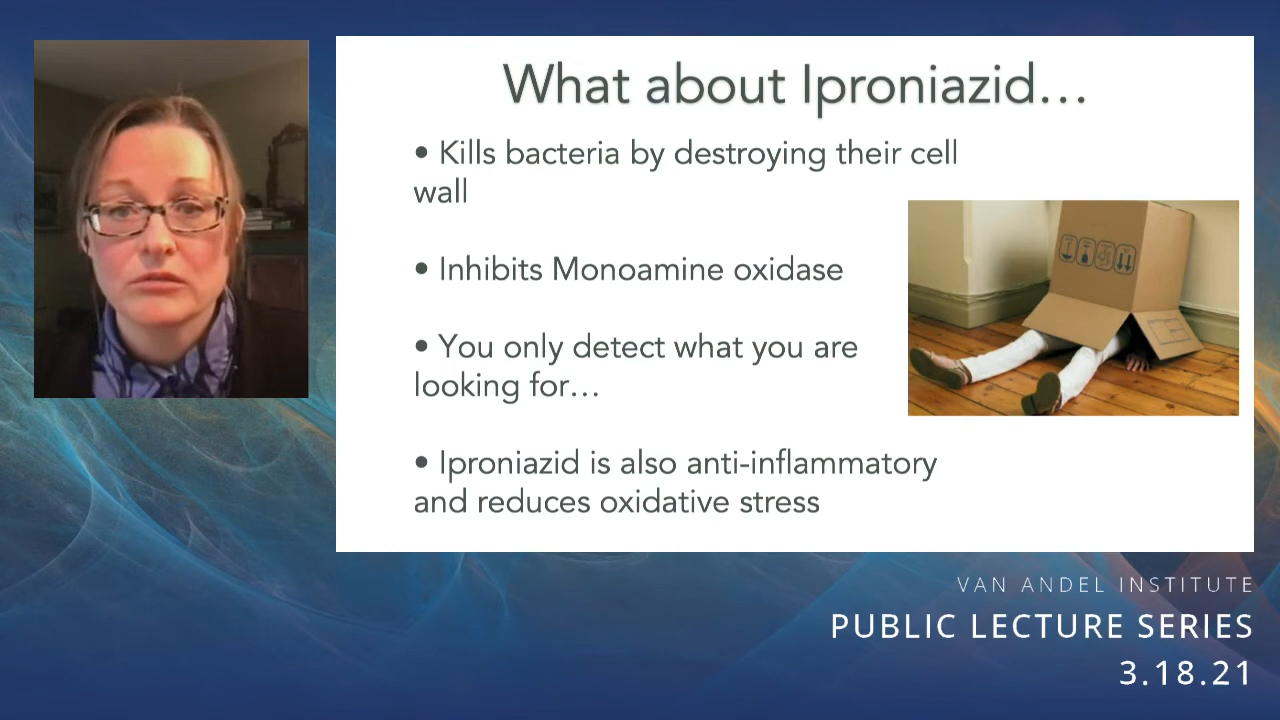 What about Iproniazid…
• Kills bacteria by destroying their cell
wall
• Inhibits Monoamine oxidase
• You only detect what you are
looking for…
• Iproniazid is also anti-inflammatory
and reduces oxidative stress
VAN ANDEL INSTITUTE
PUBLIC LECTURE SERIES
3.18.21